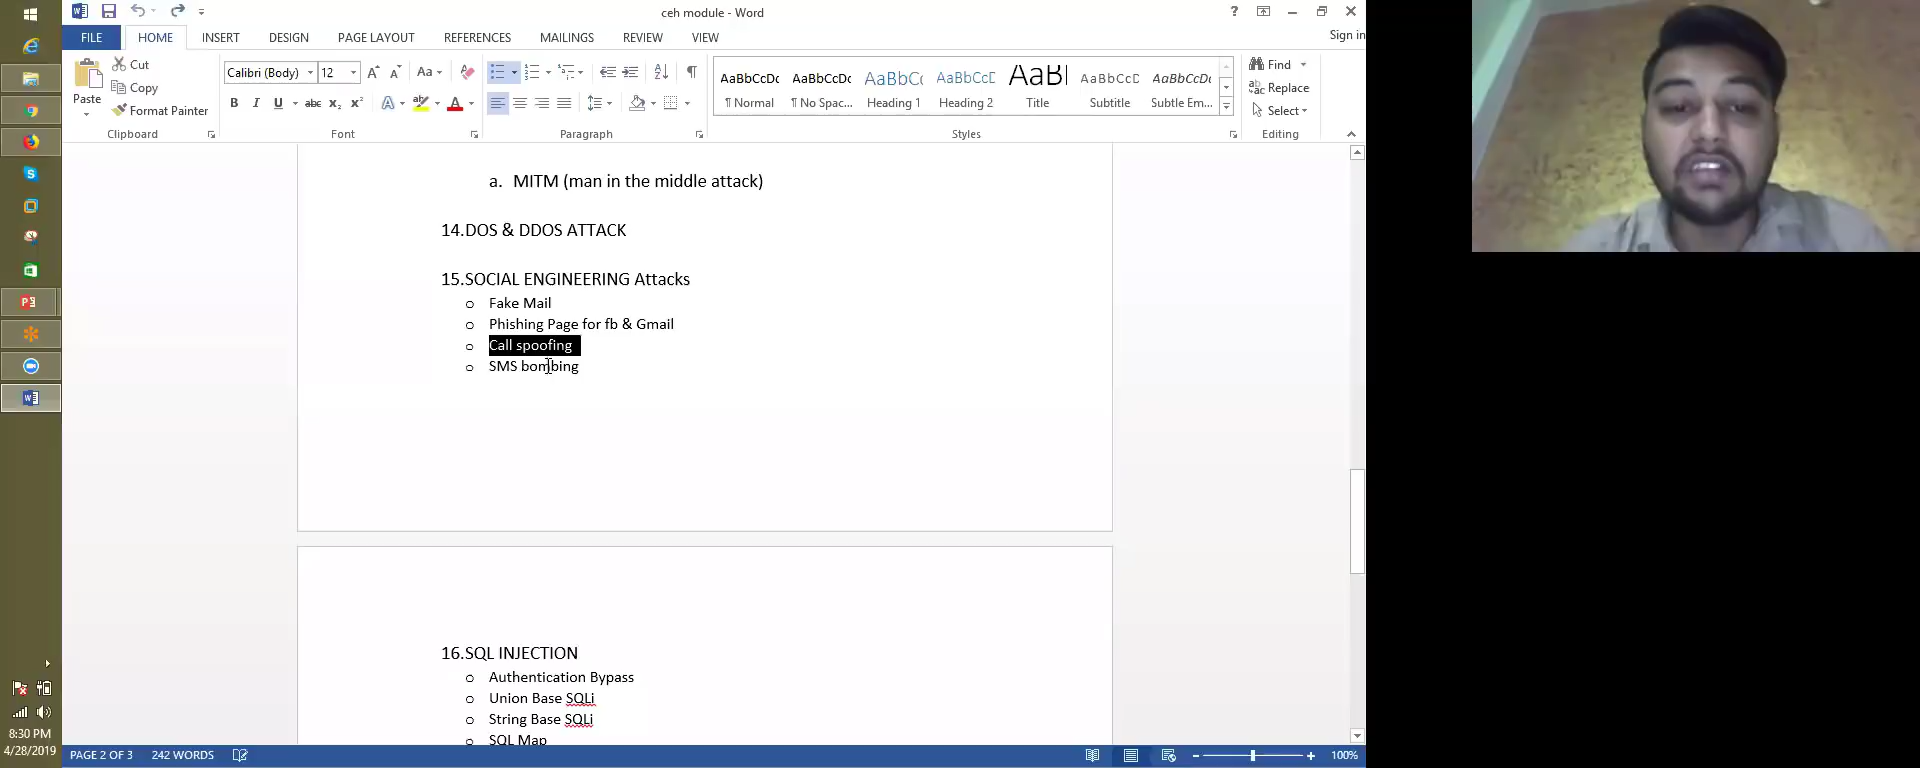 ceh module - Word
FILE HOME INSERT DESIGN PAGE LAYOUT REFERENCES MAILINGS REVIEW VIEW Sign in
Paste Cut
Copy
Format Painter
Calibri (Body) 12
AaBbCcDc AaBbCcDc AaBbC AaBbCcD AaB AaBbCcD AaBbCcDc
¶ Normal ¶ No Spac... Heading 1 Heading 2 Title Subtitle Subtle Em...
Find
Replace
Select
Clipboard Font Paragraph Styles Editing
a. MITM (man in the middle attack)
14.DOS & DDOS ATTACK
15.SOCIAL ENGINEERING Attacks
o Fake Mail
o Phishing Page for fb & Gmail
o Call spoofing
o SMS bombing
16.SQL INJECTION
o Authentication Bypass
o Union Base SQLi
o String Base SQLi
o SQL Map
8:30 PM
4/28/2019
PAGE 2 OF 3 242 WORDS 100%